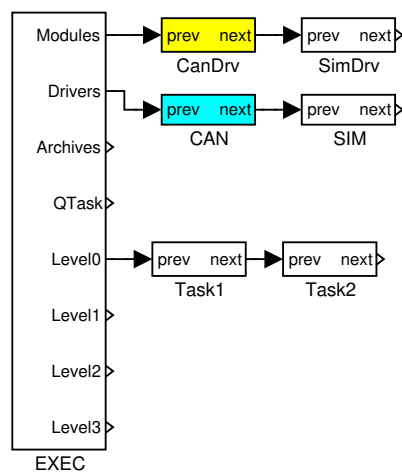 Modules
prev next
prev next
CanDrv
SimDrv
Drivers
prev next
prev next
CAN
SIM
Archives
QTask
Level0
prev next
prev next
Task1
Task2
Level1
Level2
Level3
EXEC